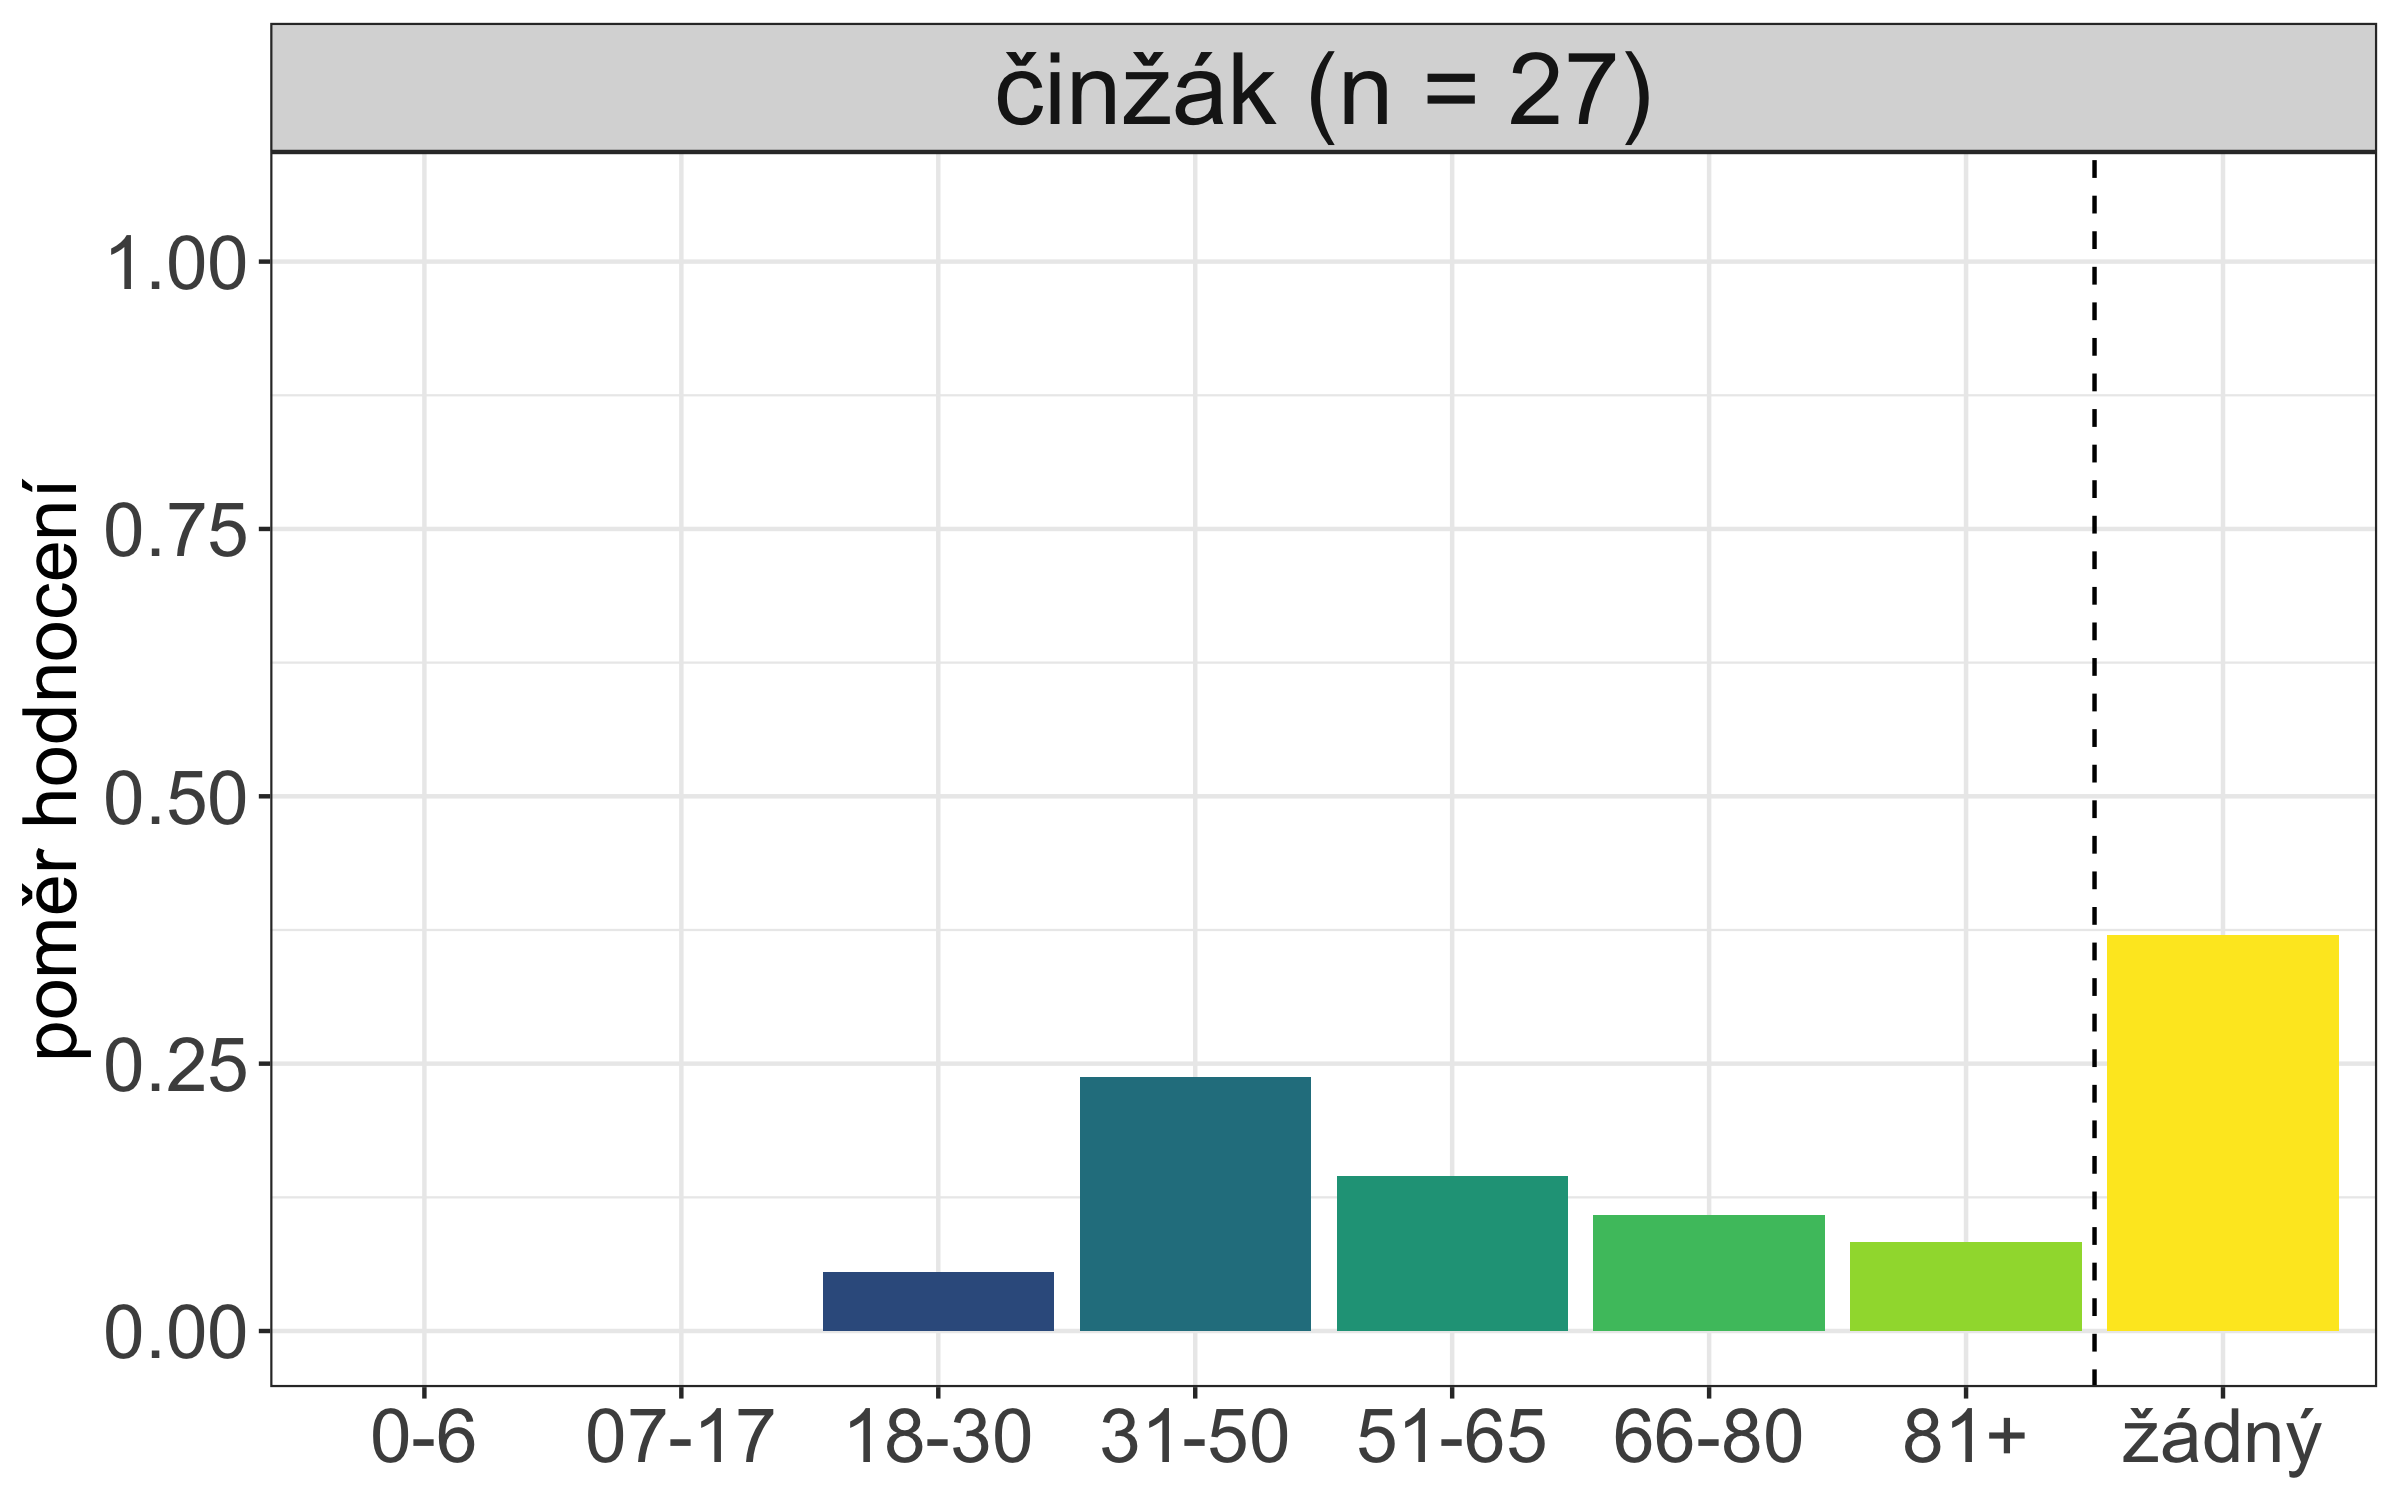 činžák (n = 27)
poměr hodnocení
1.00
0.75
0.50
0.25
0.00
0-6 07-17 18-30 31-50 51-65 66-80 81+ žádný